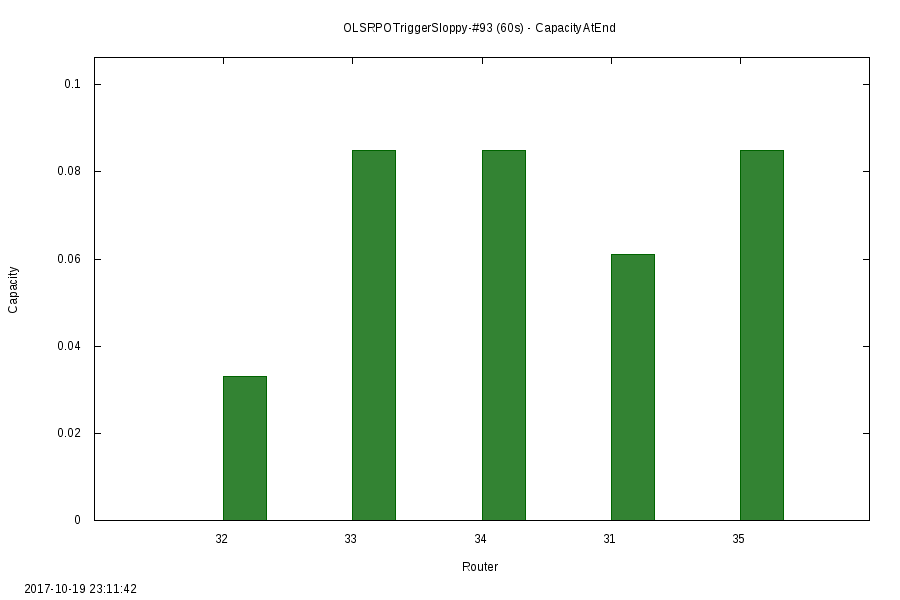 OLSRPOTriggerSloppy-#93 (60s) - CapacityAtEnd
0.1
0.08
0.06
0.04
0.02
0
Capacity
32 33 34 31 35
Router
2017-10-19 23:11:42